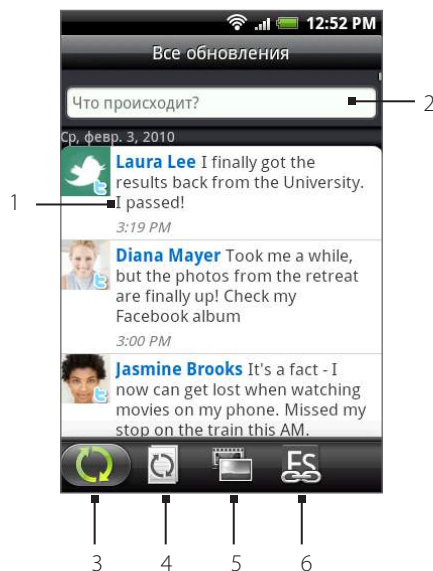 12:52 PM
Все обновления
Что происходит?
2
Ср, февр. 3, 2010
Laura Lee I finally got the
results back from the University.
1
I passed!
3:19 PM
Diana Mayer Took me a while,
but the photos from the retreat
are finally up! Check my
Facebook album
3:00 PM
Jasmine Brooks It's a fact - I
now can get lost when watching
movies on my phone. Missed my
stop on the train this AM.
FS
3 4 5 6